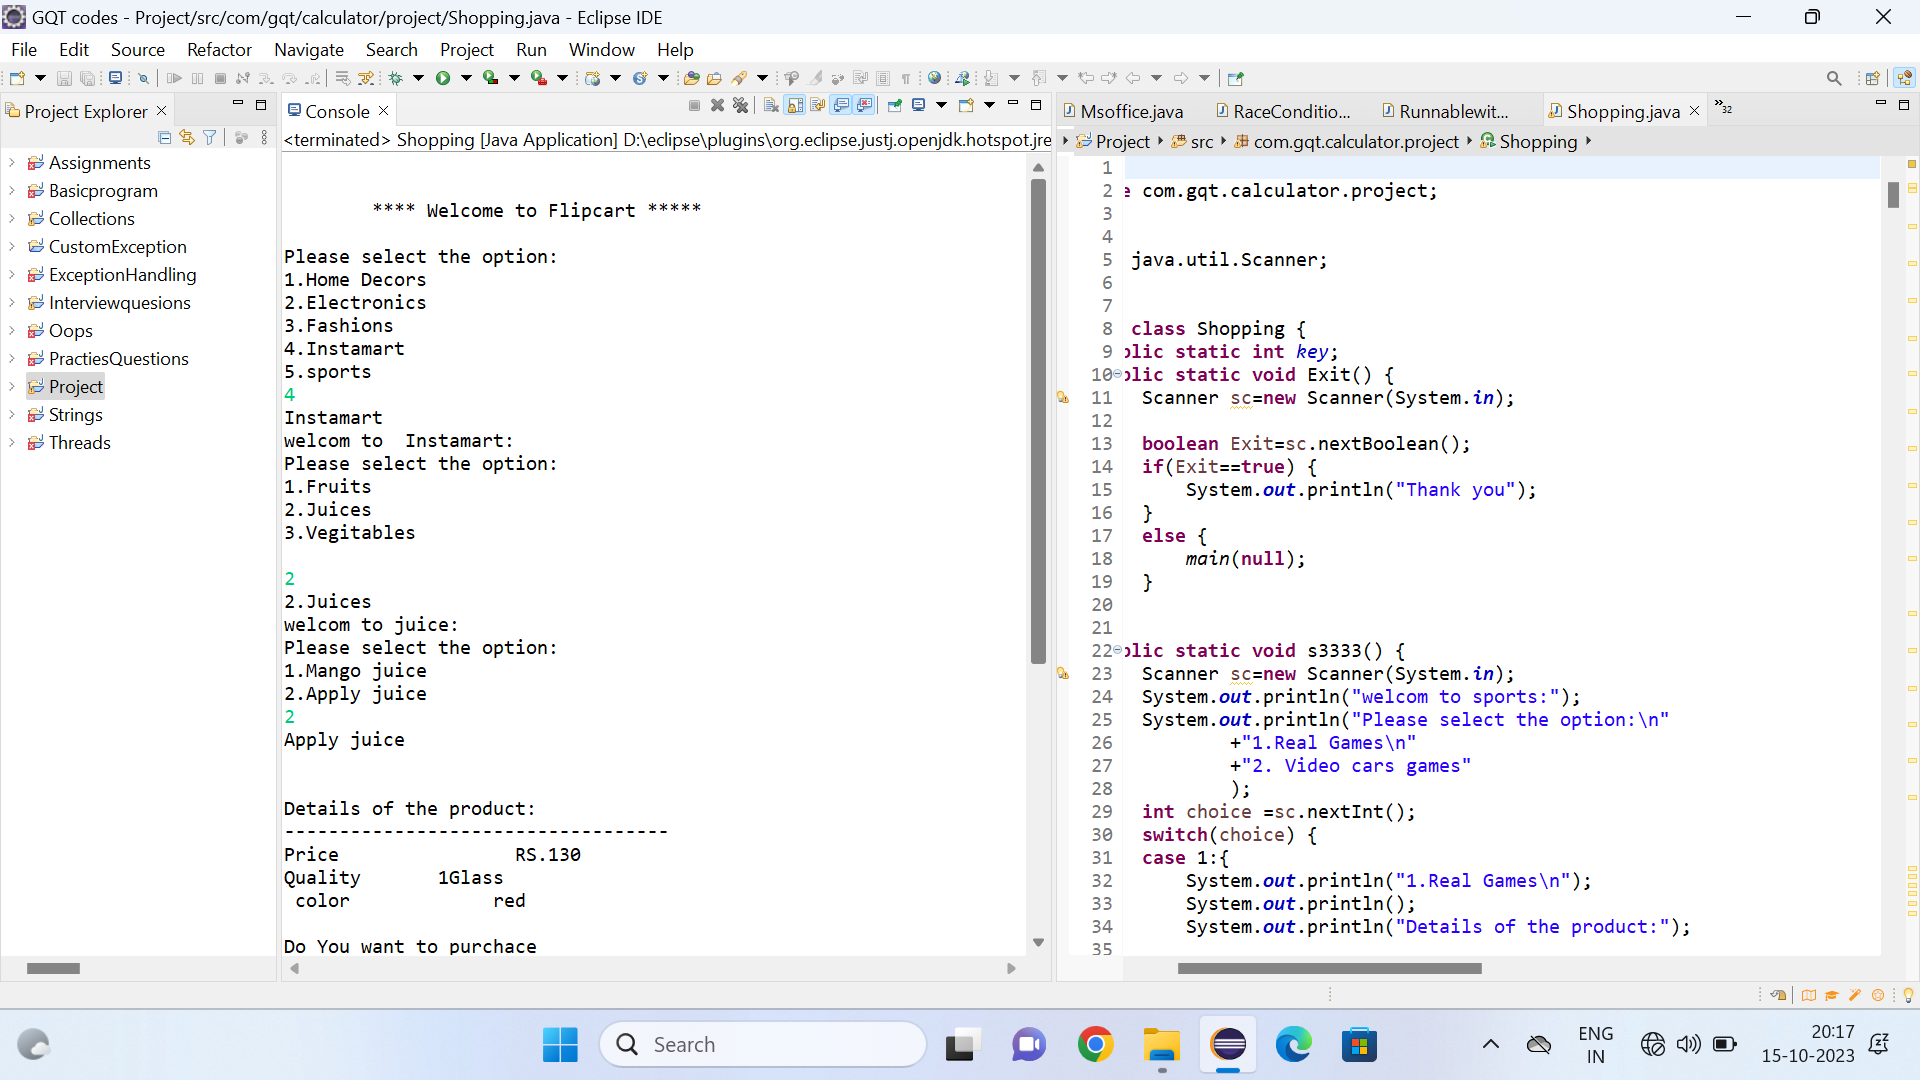 GQT codes - Project/src/com/gqt/calculator/project/Shopping.java - Eclipse IDE
File Edit Source Refactor Navigate Search Project Run Window Help
Project Explorer
Assignments
Basicprogram
Collections
CustomException
ExceptionHandling
Interviewquesions
Oops
PractiesQuestions
Project
Strings
Threads
Console
<terminated> Shopping [Java Application] D:\eclipse\plugins\org.eclipse.justj.openjdk.hotspot.jre
**** Welcome to Flipcart *****
Please select the option:
1.Home Decors
2.Electronics
3.Fashions
4.Instamart
5.sports
4
Instamart
welcom to  Instamart:
Please select the option:
1.Fruits
2.Juices
3.Vegitables
2
2.Juices
welcom to juice:
Please select the option:
1.Mango juice
2.Apply juice
2
Apply juice
Details of the product:
-----------------------------------
Price                RS.130
Quality       1Glass
color             red
Do You want to purchace
Msoffice.java RaceConditio... Runnablewit... Shopping.java »32
Project src com.gqt.calculator.project Shopping
1
2 e com.gqt.calculator.project;
3
4
5 java.util.Scanner;
6
7
8 class Shopping {
9 blic static int key;
10 blic static void Exit() {
11 Scanner sc=new Scanner(System.in);
12
13 boolean Exit=sc.nextBoolean();
14 if(Exit==true) {
15 System.out.println("Thank you");
16 }
17 else {
18 main(null);
19 }
20
21
22 blic static void s3333() {
23 Scanner sc=new Scanner(System.in);
24 System.out.println("welcom to sports:");
25 System.out.println("Please select the option:\n"
26 +"1.Real Games\n"
27 +"2. Video cars games"
28 );
29 int choice =sc.nextInt();
30 switch(choice) {
31 case 1:{
32 System.out.println("1.Real Games\n");
33 System.out.println();
34 System.out.println("Details of the product:");
35
Search
ENG
IN
20:17
15-10-2023